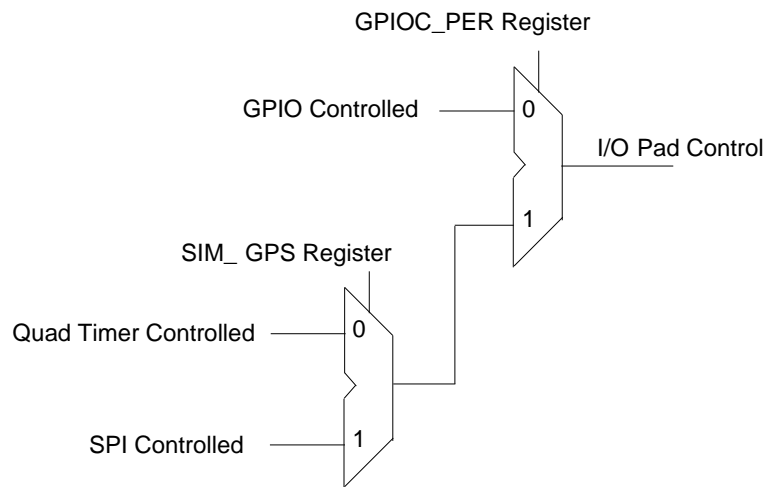 GPIOC_PER Register
GPIO Controlled
0
I/O Pad Control
1
SIM_ GPS Register
Quad Timer Controlled
0
SPI Controlled
1